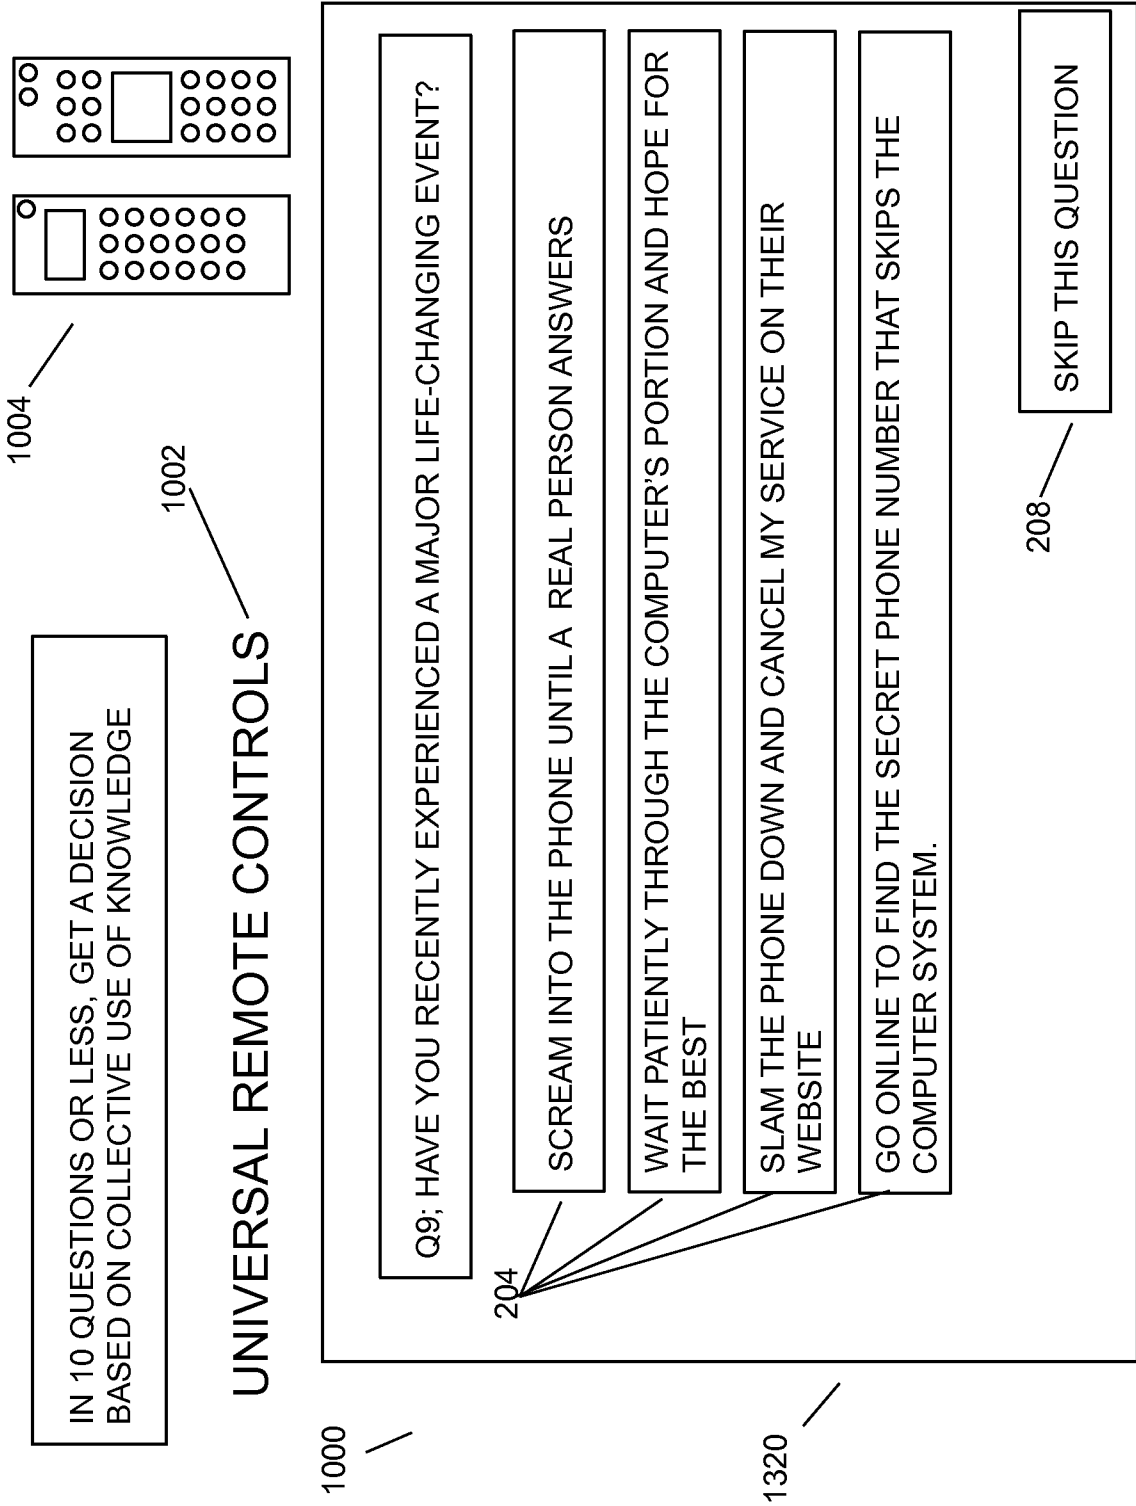 IN 10 QUESTIONS OR LESS, GET A DECISION
BASED ON COLLECTIVE USE OF KNOWLEDGE
1004
UNIVERSAL REMOTE CONTROLS
1002
1000
Q9; HAVE YOU RECENTLY EXPERIENCED A MAJOR LIFE-CHANGING EVENT?
204
SCREAM INTO THE PHONE UNTIL A REAL PERSON ANSWERS
WAIT PATIENTLY THROUGH THE COMPUTER'S PORTION AND HOPE FOR
THE BEST
SLAM THE PHONE DOWN AND CANCEL MY SERVICE ON THEIR
WEBSITE
GO ONLINE TO FIND THE SECRET PHONE NUMBER THAT SKIPS THE
COMPUTER SYSTEM.
1320
208
SKIP THIS QUESTION